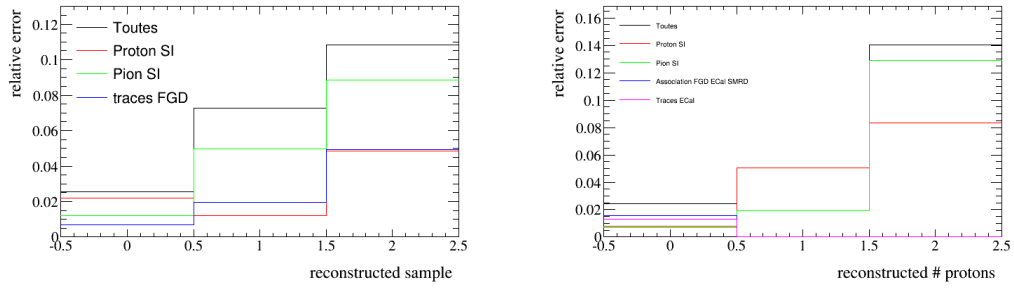 relative error
0.12
0.1
0.08
0.06
0.04
0.02
0
Toutes
Proton SI
Pion SI
traces FGD
-0.5 0 0.5 1 1.5 2 2.5
reconstructed sample
relative error
0.16
0.14
0.12
0.1
0.08
0.06
0.04
0.02
0
Toutes
Proton SI
Pion SI
Association FGD ECal SMRD
Traces ECal
-0.5 0 0.5 1 1.5 2 2.5
reconstructed # protons